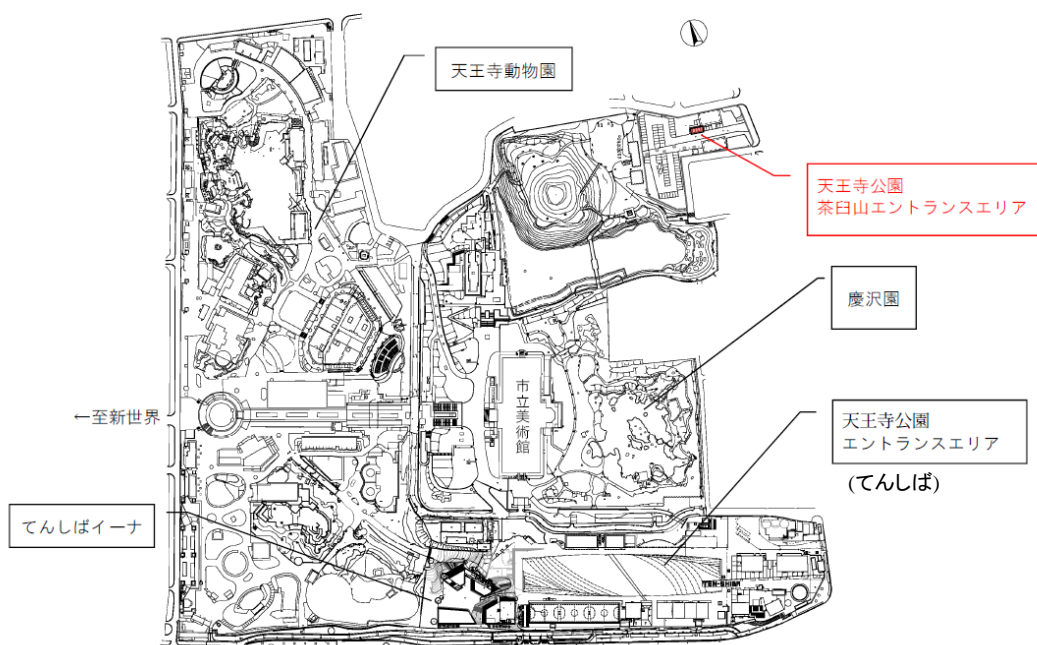 天王寺動物園
天王寺公園
茶臼山エントランスエリア
慶沢園
市立美術館
←至新世界
天王寺公園
エントランスエリア
(てんしば)
てんしばイーナ